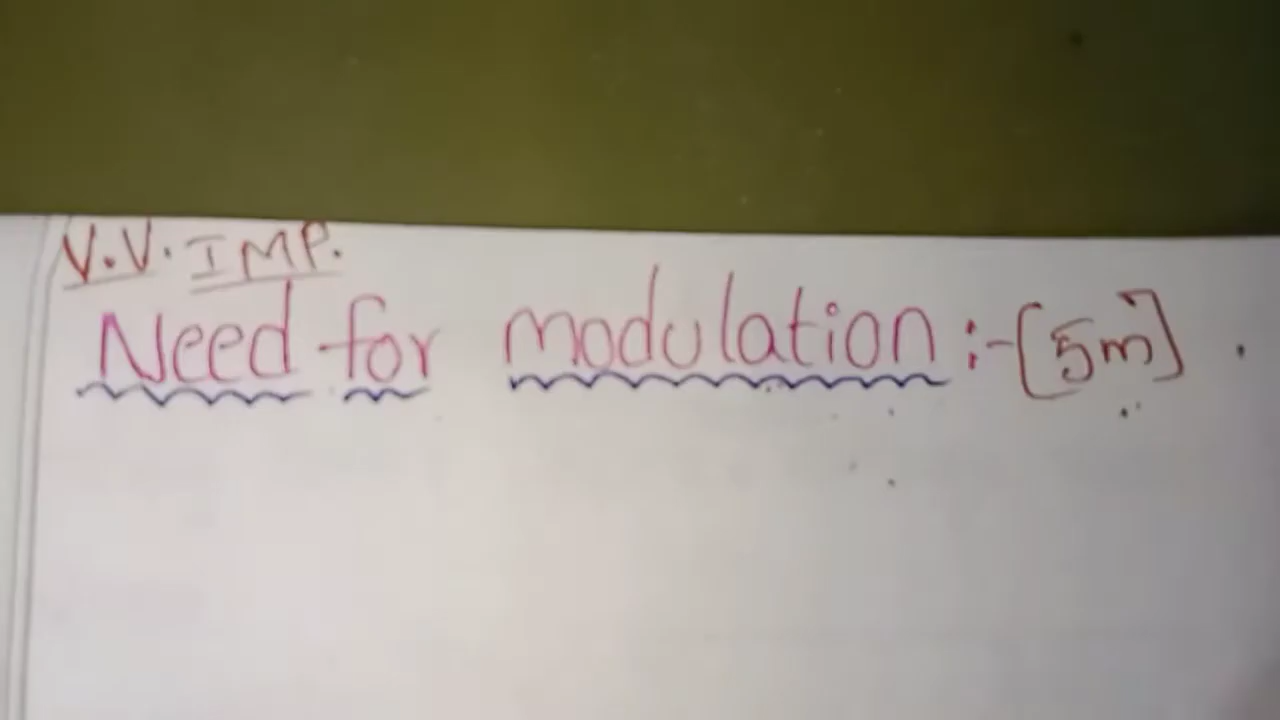 V.V. IMP.
Need for modulation :- [5m]